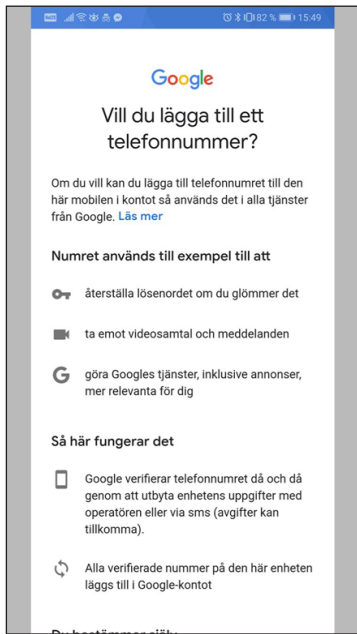 82 % 15:49
Google
Vill du lägga till ett
telefonnummer?
Om du vill kan du lägga till telefonnumret till den
här mobilen i kontot så används det i alla tjänster
från Google. Läs mer
Numret används till exempel till att
återställa lösenordet om du glömmer det
ta emot videosamtal och meddelanden
göra Googles tjänster, inklusive annonser,
mer relevanta för dig
Så här fungerar det
Google verifierar telefonnumret då och då
genom att utbyta enhetens uppgifter med
operatören eller via sms (avgifter kan
tillkomma).
Alla verifierade nummer på den här enheten
läggs till i Google-kontot